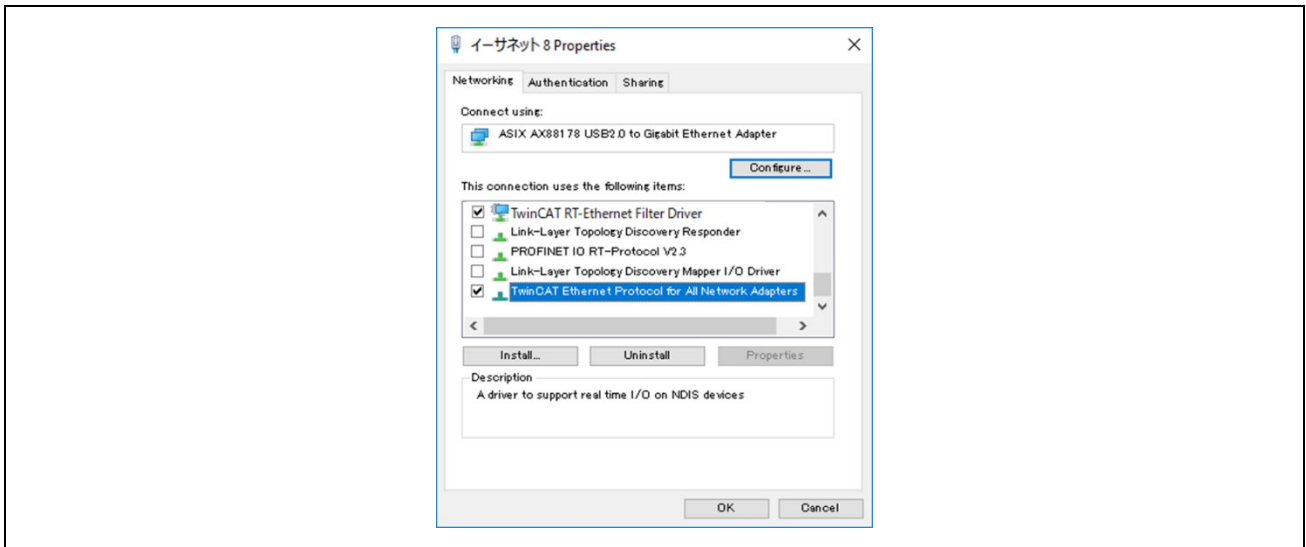 イーサネット 8 Properties
Networking Authentication Sharing
Connect using:
ASIX AX88178 USB2.0 to Gigabit Ethernet Adapter
Configure...
This connection uses the following items:
TwinCAT RT-Ethernet Filter Driver
Link-Layer Topology Discovery Responder
PROFINET IO RT-Protocol V2.3
Link-Layer Topology Discovery Mapper I/O Driver
TwinCAT Ethernet Protocol for All Network Adapters
Install... Uninstall Properties
Description
A driver to support real time I/O on NDIS devices
OK Cancel